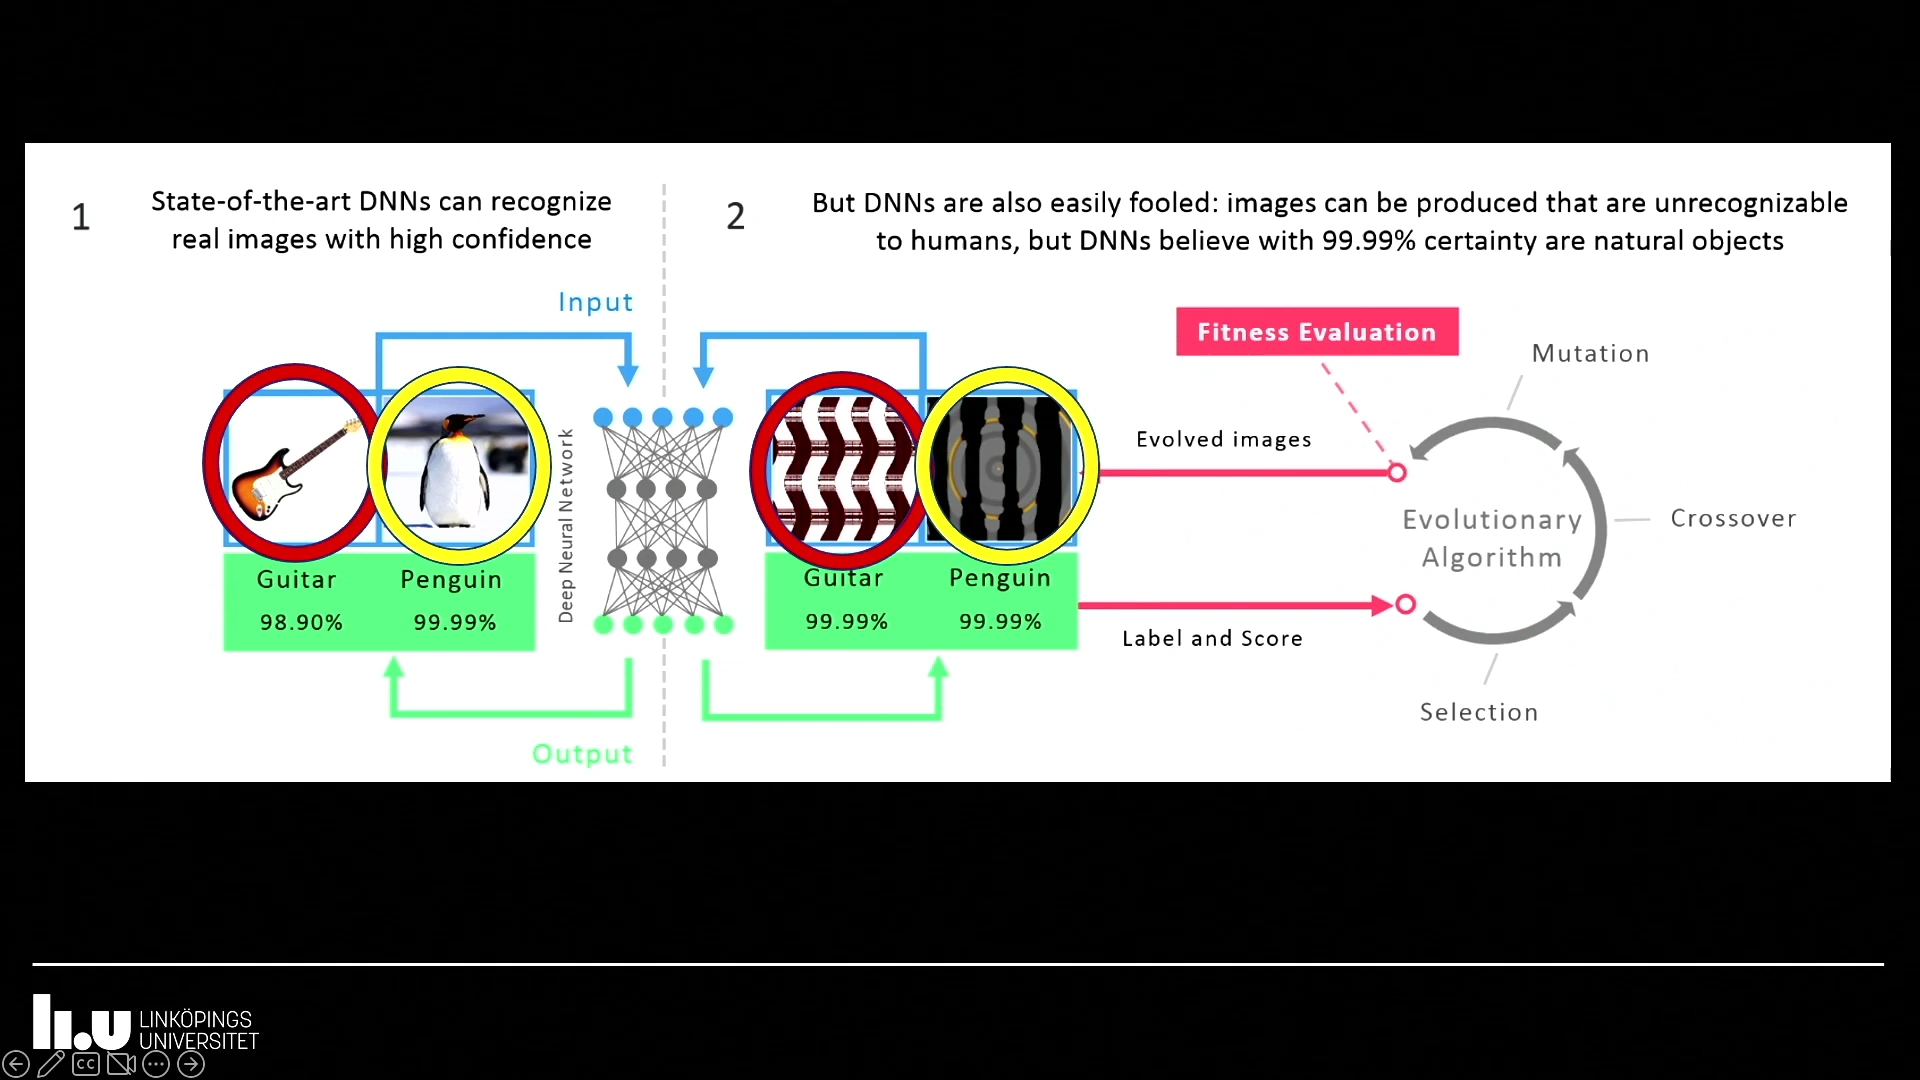 1
State-of-the-art DNNs can recognize
real images with high confidence
2
But DNNs are also easily fooled: images can be produced that are unrecognizable
to humans, but DNNs believe with 99.99% certainty are natural objects
Input
Deep Neural Network
Guitar
Penguin
98.90%
99.99%
Output
Guitar
Penguin
99.99%
99.99%
Fitness Evaluation
Evolved images
Label and Score
Mutation
Evolutionary
Algorithm
Crossover
Selection
li.u
LINKÖPINGS
UNIVERSITET
CC